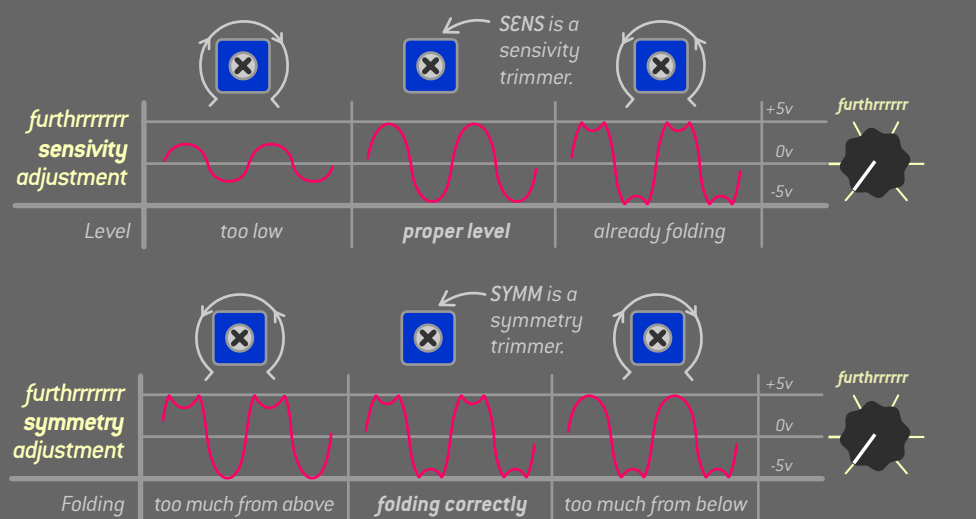 SENS is a
sensivity
trimmer.
furthrrrrrrr
sensivity
adjustment
+5v
0v
-5v
furthrrrrrrr
Level
too low
proper level
already folding
SYMM is a
symmetry
trimmer.
furthrrrrrrr
symmetry
adjustment
+5v
0v
-5v
furthrrrrrrr
Folding
too much from above
folding correctly
too much from below